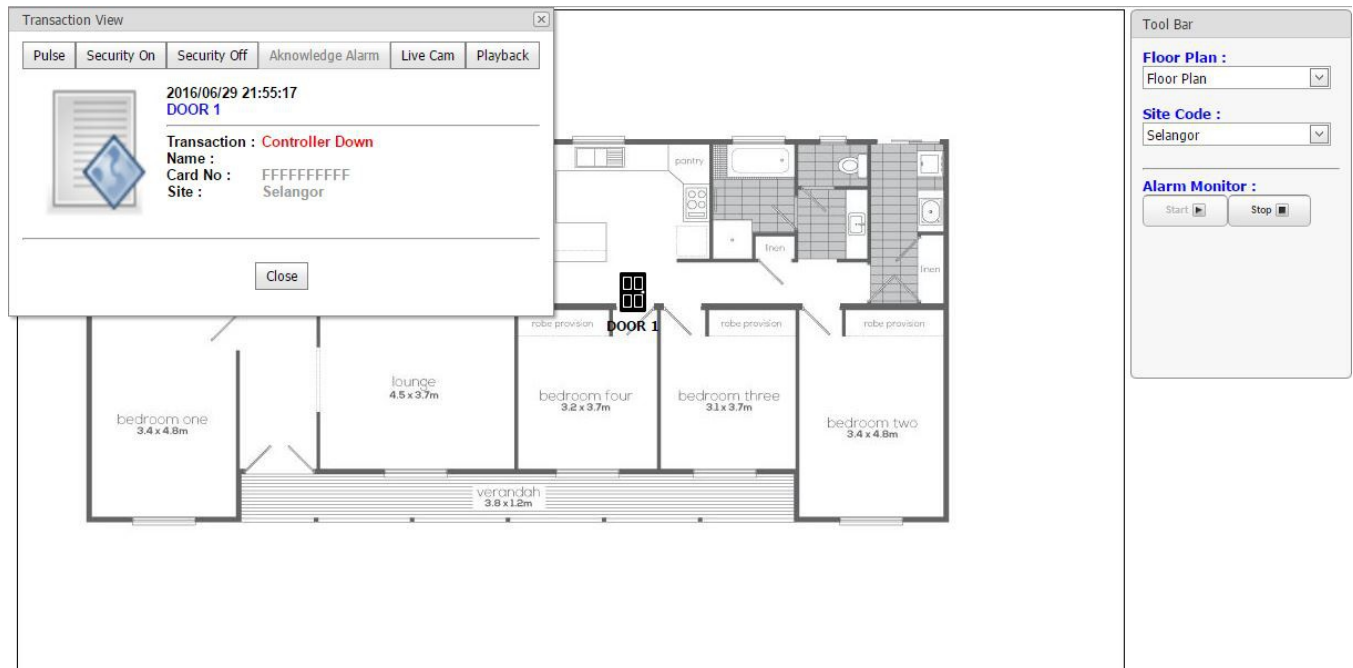 Transaction View
Pulse Security On Security Off Aknowledge Alarm Live Cam Playback
2016/06/29 21:55:17
DOOR 1
Transaction : Controller Down
Name :
Card No : FFFFFFFFFF
Site : Selangor
Close
Tool Bar
Floor Plan :
Floor Plan
Site Code :
Selangor
Alarm Monitor :
Start Stop
pantry
linen
linen
DOOR 1
robe provision
robe provision
robe provision
lounge
4.5 x 3.7m
bedroom four
3.2 x 3.7m
bedroom three
3.1 x 3.7m
bedroom one
3.4 x 4.8m
bedroom two
3.4 x 4.8m
verandah
3.8 x 1.2m